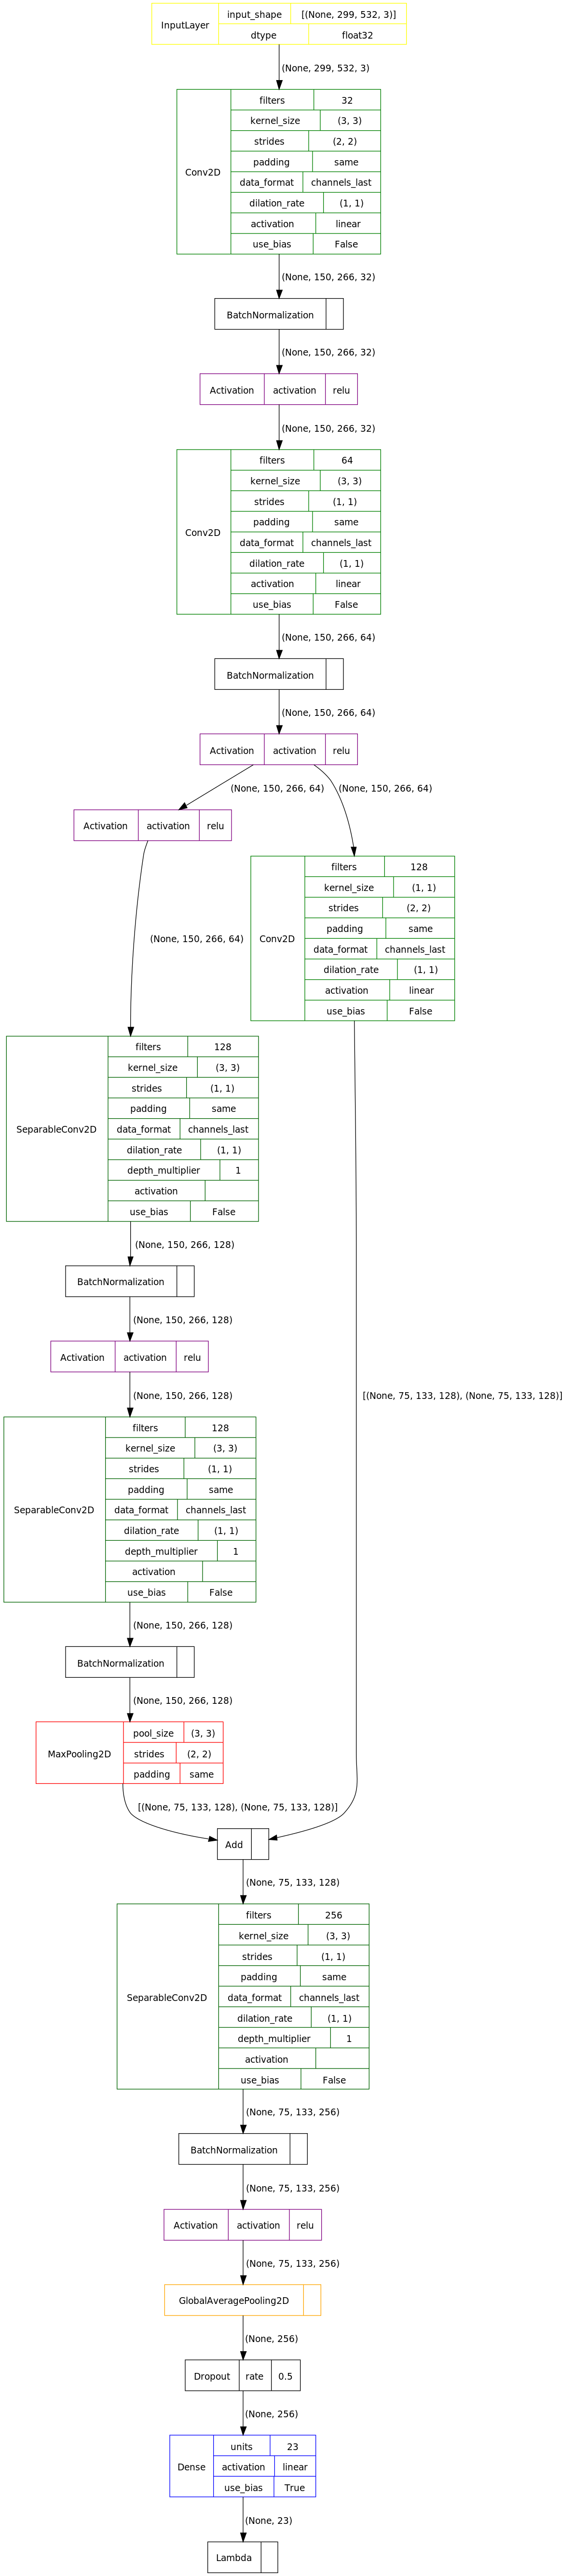 InputLayer
input_shape [(None, 299, 532, 3)]
dtype float32
(None, 299, 532, 3)
Conv2D
filters 32
kernel_size (3, 3)
strides (2, 2)
padding same
data_format channels_last
dilation_rate (1, 1)
activation linear
use_bias False
(None, 150, 266, 32)
BatchNormalization
(None, 150, 266, 32)
Activation activation relu
(None, 150, 266, 32)
Conv2D
filters 64
kernel_size (3, 3)
strides (1, 1)
padding same
data_format channels_last
dilation_rate (1, 1)
activation linear
use_bias False
(None, 150, 266, 64)
BatchNormalization
(None, 150, 266, 64)
Activation activation relu
(None, 150, 266, 64) (None, 150, 266, 64)
Activation activation relu
Conv2D
filters 128
kernel_size (1, 1)
strides (2, 2)
padding same
data_format channels_last
dilation_rate (1, 1)
activation linear
use_bias False
(None, 150, 266, 64)
SeparableConv2D
filters 128
kernel_size (3, 3)
strides (1, 1)
padding same
data_format channels_last
dilation_rate (1, 1)
depth_multiplier 1
activation
use_bias False
(None, 150, 266, 128)
BatchNormalization
(None, 150, 266, 128)
Activation activation relu
(None, 150, 266, 128)
[(None, 75, 133, 128), (None, 75, 133, 128)]
SeparableConv2D
filters 128
kernel_size (3, 3)
strides (1, 1)
padding same
data_format channels_last
dilation_rate (1, 1)
depth_multiplier 1
activation
use_bias False
(None, 150, 266, 128)
BatchNormalization
(None, 150, 266, 128)
MaxPooling2D
pool_size (3, 3)
strides (2, 2)
padding same
[(None, 75, 133, 128), (None, 75, 133, 128)]
Add
(None, 75, 133, 128)
SeparableConv2D
filters 256
kernel_size (3, 3)
strides (1, 1)
padding same
data_format channels_last
dilation_rate (1, 1)
depth_multiplier 1
activation
use_bias False
(None, 75, 133, 256)
BatchNormalization
(None, 75, 133, 256)
Activation activation relu
(None, 75, 133, 256)
GlobalAveragePooling2D
(None, 256)
Dropout rate 0.5
(None, 256)
Dense
units 23
activation linear
use_bias True
(None, 23)
Lambda